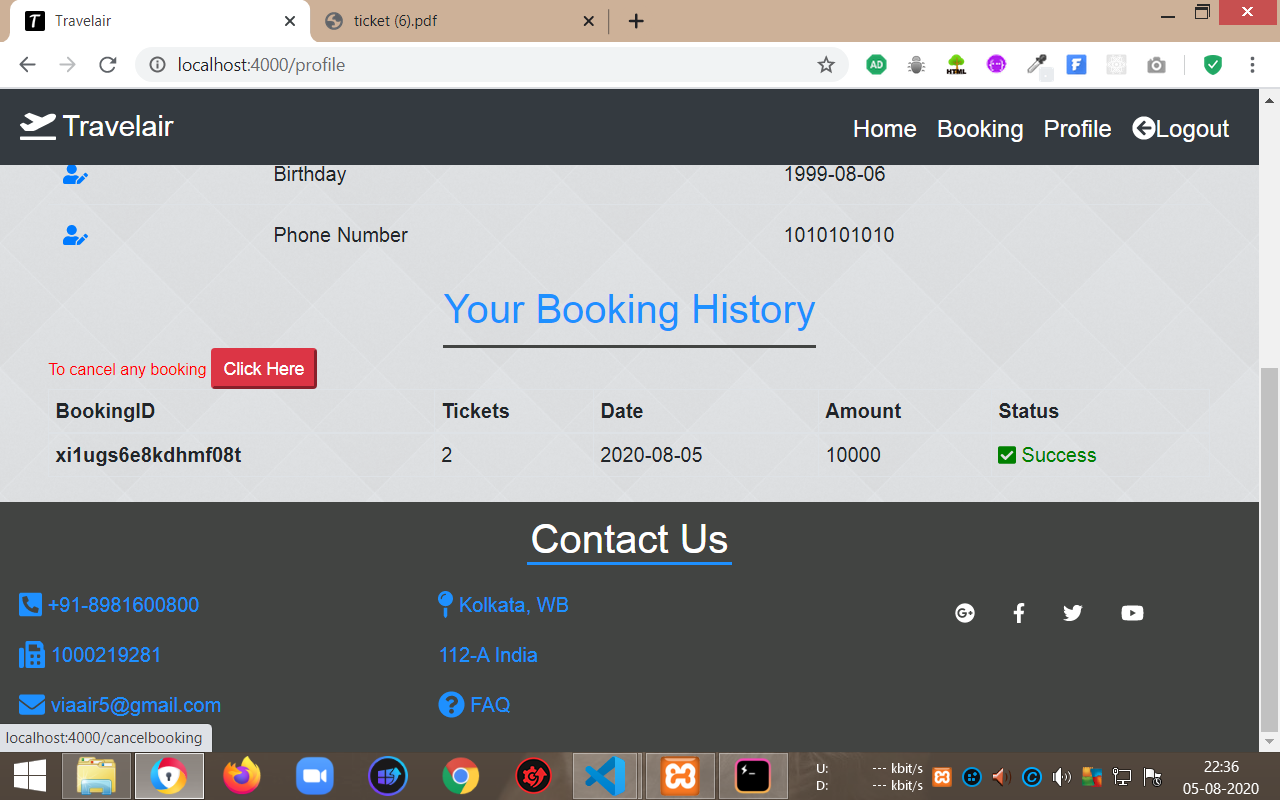 Travelair
ticket (6).pdf
localhost:4000/profile
AD
HTML
F
Travelair
Home Booking Profile Logout
Birthday 1999-08-06
Phone Number 1010101010
Your Booking History
To cancel any booking Click Here
BookingID Tickets Date Amount Status
xi1ugs6e8kdhmf08t 2 2020-08-05 10000 Success
Contact Us
+91-8981600800 Kolkata, WB
1000219281 112-A India
viaair5@gmail.com FAQ
localhost:4000/cancelbooking
U: --- kbit/s
D: --- kbit/s
22:36
05-08-2020